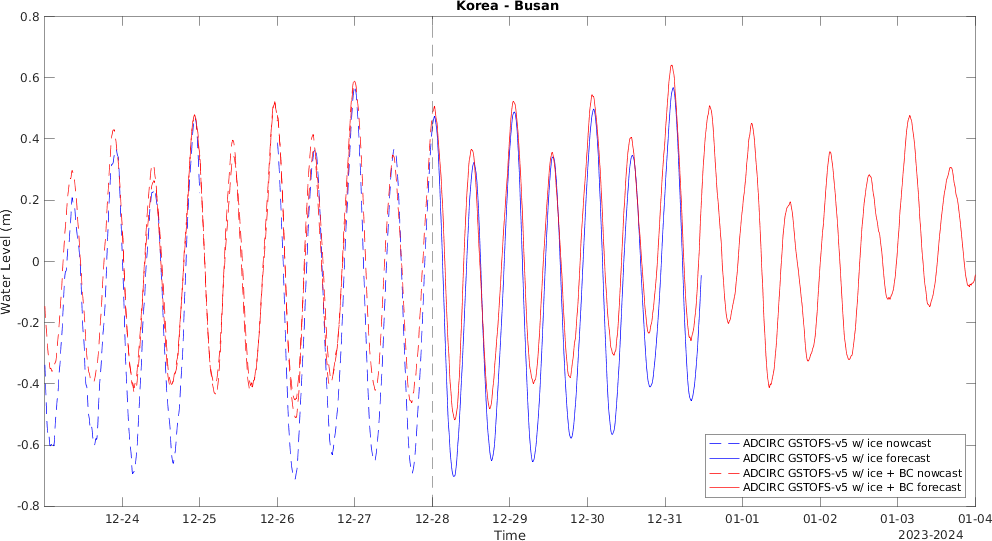 Korea - Busan
0.8
0.6
0.4
0.2
0
-0.2
-0.4
-0.6
-0.8
Water Level (m)
ADCIRC GSTOFS-v5 w/ ice nowcast
ADCIRC GSTOFS-v5 w/ ice forecast
ADCIRC GSTOFS-v5 w/ ice + BC nowcast
ADCIRC GSTOFS-v5 w/ ice + BC forecast
12-24 12-25 12-26 12-27 12-28 12-29 12-30 12-31 01-01 01-02 01-03 01-04
Time
2023-2024